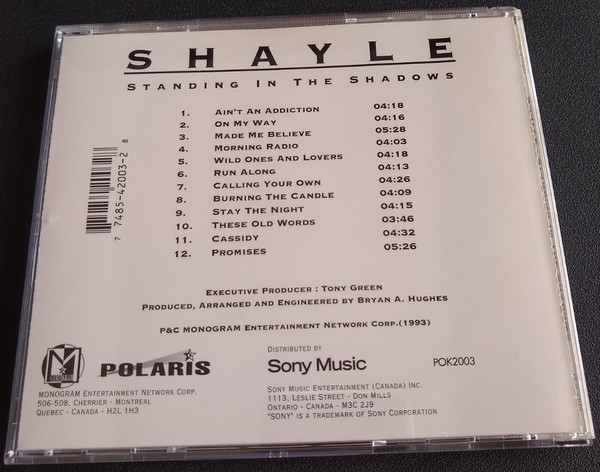 SHAYLE
STANDING IN THE SHADOWS
1. AIN'T AN ADDICTION 04:18
2. ON MY WAY 04:16
3. MADE ME BELIEVE 05:28
4. MORNING RADIO 04:03
5. WILD ONES AND LOVERS 04:18
6. RUN ALONG 04:13
7. CALLING YOUR OWN 04:26
8. BURNING THE CANDLE 04:09
9. STAY THE NIGHT 04:15
10. THESE OLD WORDS 03:46
11. CASSIDY 04:32
12. PROMISES 05:26
7 7485-42003-2 8
EXECUTIVE PRODUCER : TONY GREEN
PRODUCED, ARRANGED AND ENGINEERED BY BRYAN A. HUGHES
P&C MONOGRAM ENTERTAINMENT NETWORK CORP.(1993)
M
POLARIS
MONOGRAM ENTERTAINMENT NETWORK CORP.
506-508, CHERRIER - MONTREAL
QUEBEC - CANADA - H2L 1H3
DISTRIBUTED BY
Sony Music
POK2003
SONY MUSIC ENTERTAINMENT (CANADA) INC.
1113, LESLIE STREET - DON MILLS
ONTARIO - CANADA - M3C 2J9
"SONY" IS A TRADEMARK OF SONY CORPORATION